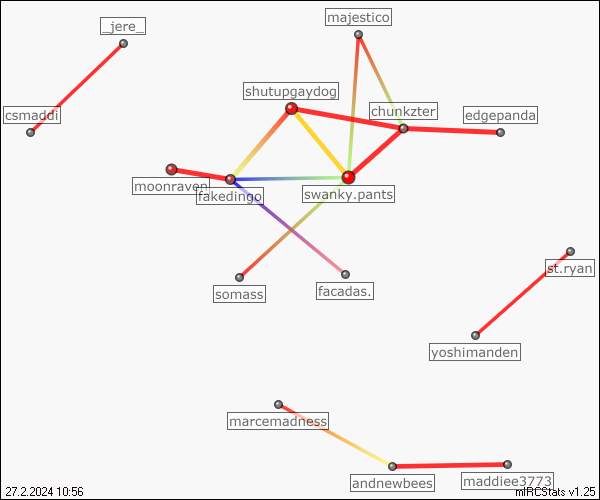 majestico
_jere_
shutupgaydog
chunkzter
csmaddi
edgepanda
moonraven
fakedingo
swanky.pants
st.ryan
somass
facadas.
yoshimanden
marcemadness
andnewbees
maddiee3773
27.2.2024 10:56
mIRCStats v1.25